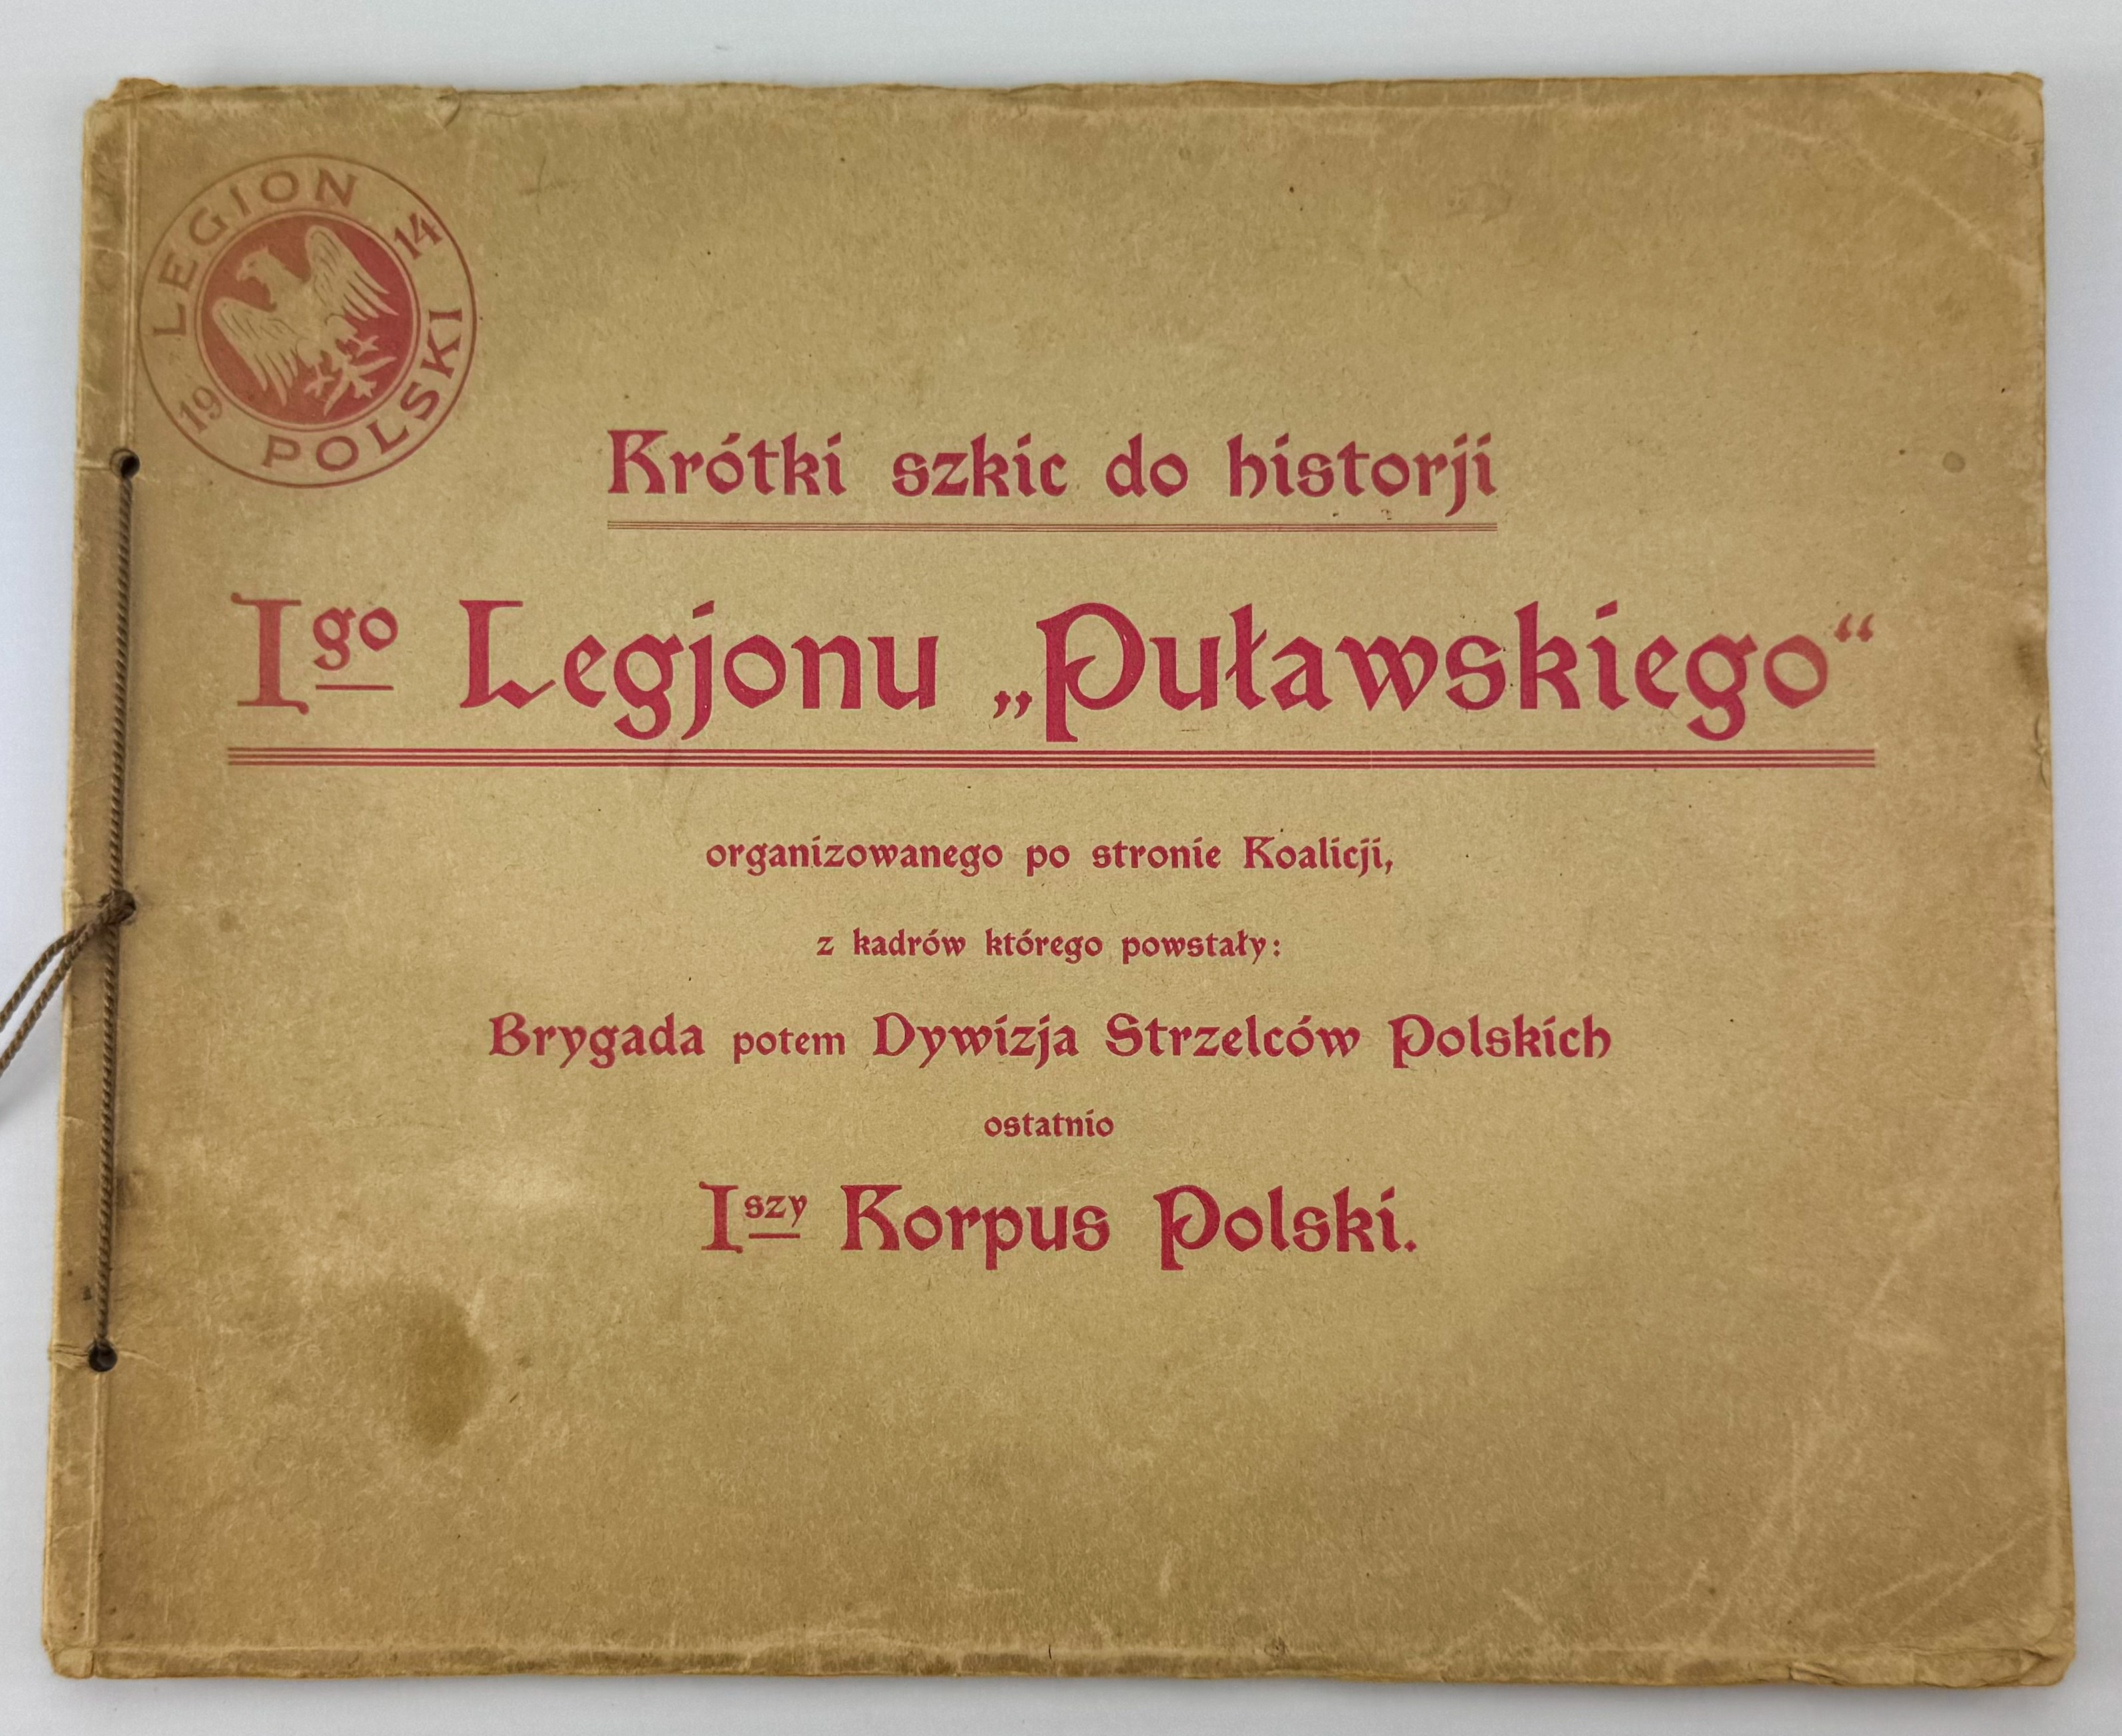 LEGION POLSKI
19 14
Krótki szkic do historji
Igo Legjonu „Puławskiego“
organizowanego po stronie Koalicji,
z kadrów którego powstały:
Brygada potem Dywizja Strzelców Polskich
ostatnio
Iszy Korpus Polski.